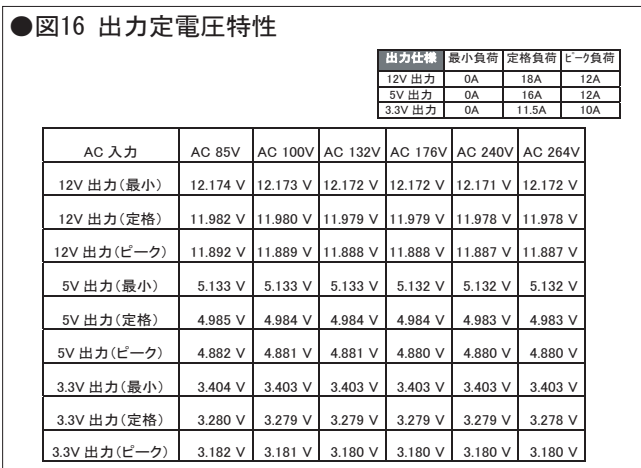 ●図16 出力定電圧特性
出力仕様 最小負荷 定格負荷 ピーク負荷
12V 出力 0A 18A 12A
5V 出力 0A 16A 12A
3.3V 出力 0A 11.5A 10A
AC 入力 AC 85V AC 100V AC 132V AC 176V AC 240V AC 264V
12V 出力（最小） 12.174 V 12.173 V 12.172 V 12.172 V 12.171 V 12.172 V
12V 出力（定格） 11.982 V 11.980 V 11.979 V 11.979 V 11.978 V 11.978 V
12V 出力（ピーク） 11.892 V 11.889 V 11.888 V 11.888 V 11.887 V 11.887 V
5V 出力（最小） 5.133 V 5.133 V 5.133 V 5.132 V 5.132 V 5.132 V
5V 出力（定格） 4.985 V 4.984 V 4.984 V 4.984 V 4.983 V 4.983 V
5V 出力（ピーク） 4.882 V 4.881 V 4.881 V 4.880 V 4.880 V 4.880 V
3.3V 出力（最小） 3.404 V 3.403 V 3.403 V 3.403 V 3.403 V 3.403 V
3.3V 出力（定格） 3.280 V 3.279 V 3.279 V 3.279 V 3.279 V 3.278 V
3.3V 出力（ピーク） 3.182 V 3.181 V 3.180 V 3.180 V 3.180 V 3.180 V